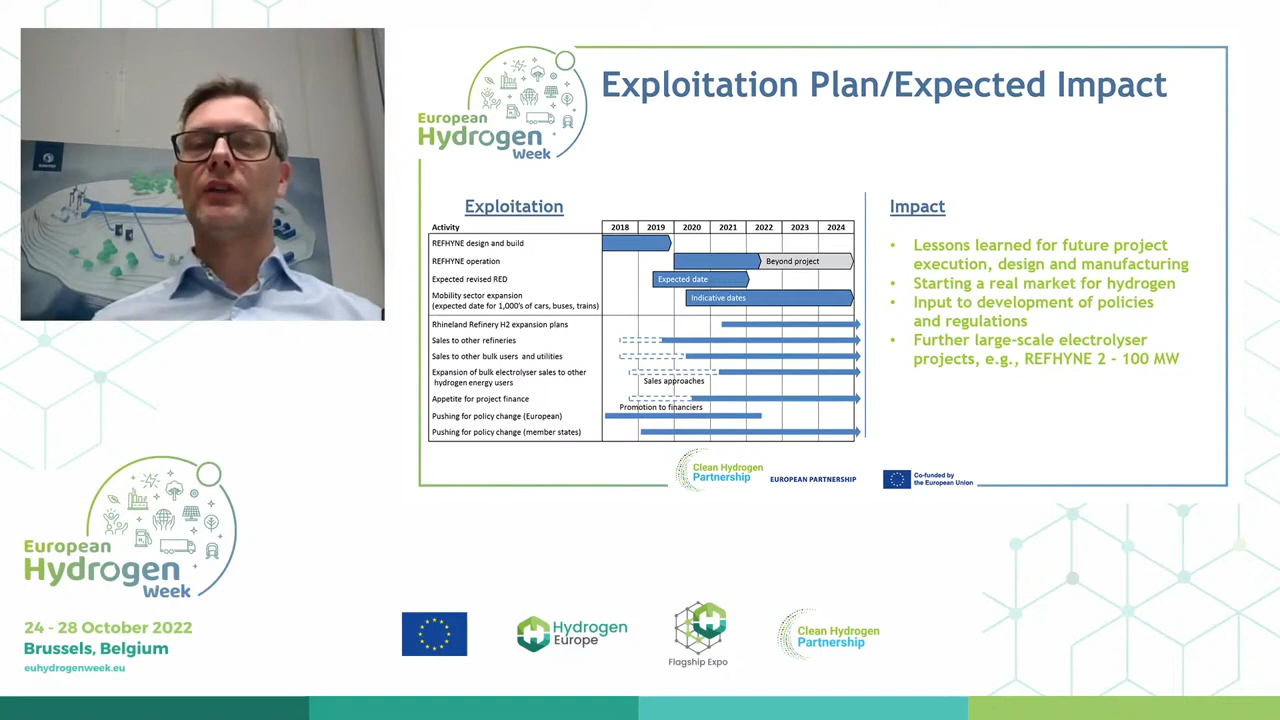 European
Hydrogen
Week
Exploitation Plan/Expected Impact
Exploitation
Activity 2018 2019 2020 2021 2022 2023 2024
REFHYNE design and build
REFHYNE operation Beyond project
Expected revised RED Expected date
Mobility sector expansion
(expected date for 1,000's of cars, buses, trains) Indicative dates
Rhineland Refinery H2 expansion plans
Sales to other refineries
Sales to other bulk users and utilities
Expansion of bulk electrolyser sales to other
hydrogen energy users
Sales approaches
Appetite for project finance
Promotion to financiers
Pushing for policy change (European)
Pushing for policy change (member states)
Impact
• Lessons learned for future project
execution, design and manufacturing
• Starting a real market for hydrogen
• Input to development of policies
and regulations
• Further large-scale electrolyser
projects, e.g., REFHYNE 2 - 100 MW
Clean Hydrogen
Partnership
EUROPEAN PARTNERSHIP
Co-funded by
the European Union
European
Hydrogen
Week
24 - 28 October 2022
Brussels, Belgium
euhydrogenweek.eu
Hydrogen
Europe
Flagship Expo
Clean Hydrogen
Partnership